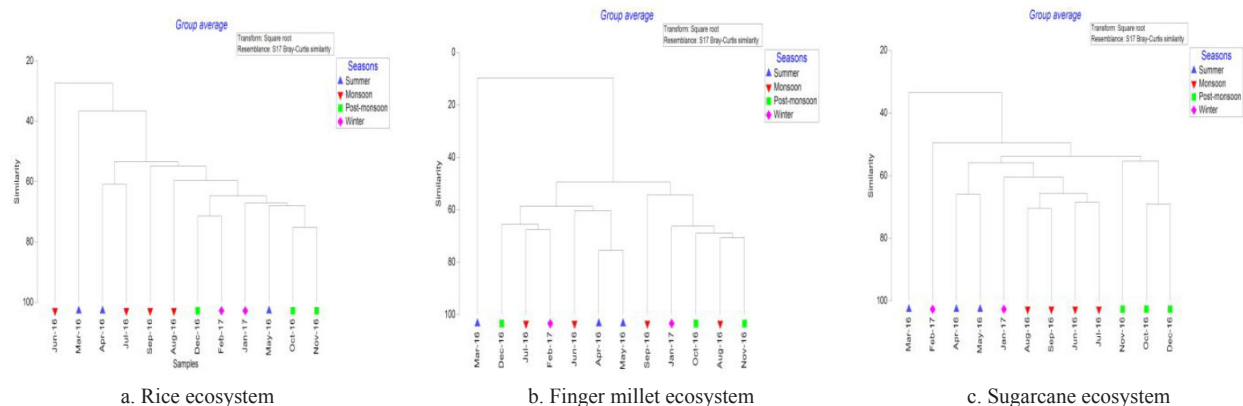 Group average
Transform: Square root
Resemblance: S17 Bray-Curtis similarity
Seasons
Summer
Monsoon
Post-monsoon
Winter
20
40
60
80
100
Similarity
Jun-16
Mar-16
Apr-16
Jul-16
Sep-16
Aug-16
Dec-16
Feb-17
Jan-17
May-16
Oct-16
Nov-16
Samples
a. Rice ecosystem
Group average
Transform: Square root
Resemblance: S17 Bray-Curtis similarity
Seasons
Summer
Monsoon
Post-monsoon
Winter
0
20
40
60
80
100
Similarity
Mar-16
Dec-16
Jul-16
Feb-17
Jun-16
Apr-16
May-16
Sep-16
Jan-17
Oct-16
Aug-16
Nov-16
b. Finger millet ecosystem
Group average
Transform: Square root
Resemblance: S17 Bray-Curtis similarity
Seasons
Summer
Monsoon
Post-monsoon
Winter
20
40
60
80
100
Similarity
Mar-16
Feb-17
Apr-16
May-16
Jan-17
Aug-16
Sep-16
Jun-16
Jul-16
Nov-16
Oct-16
Dec-16
c. Sugarcane ecosystem